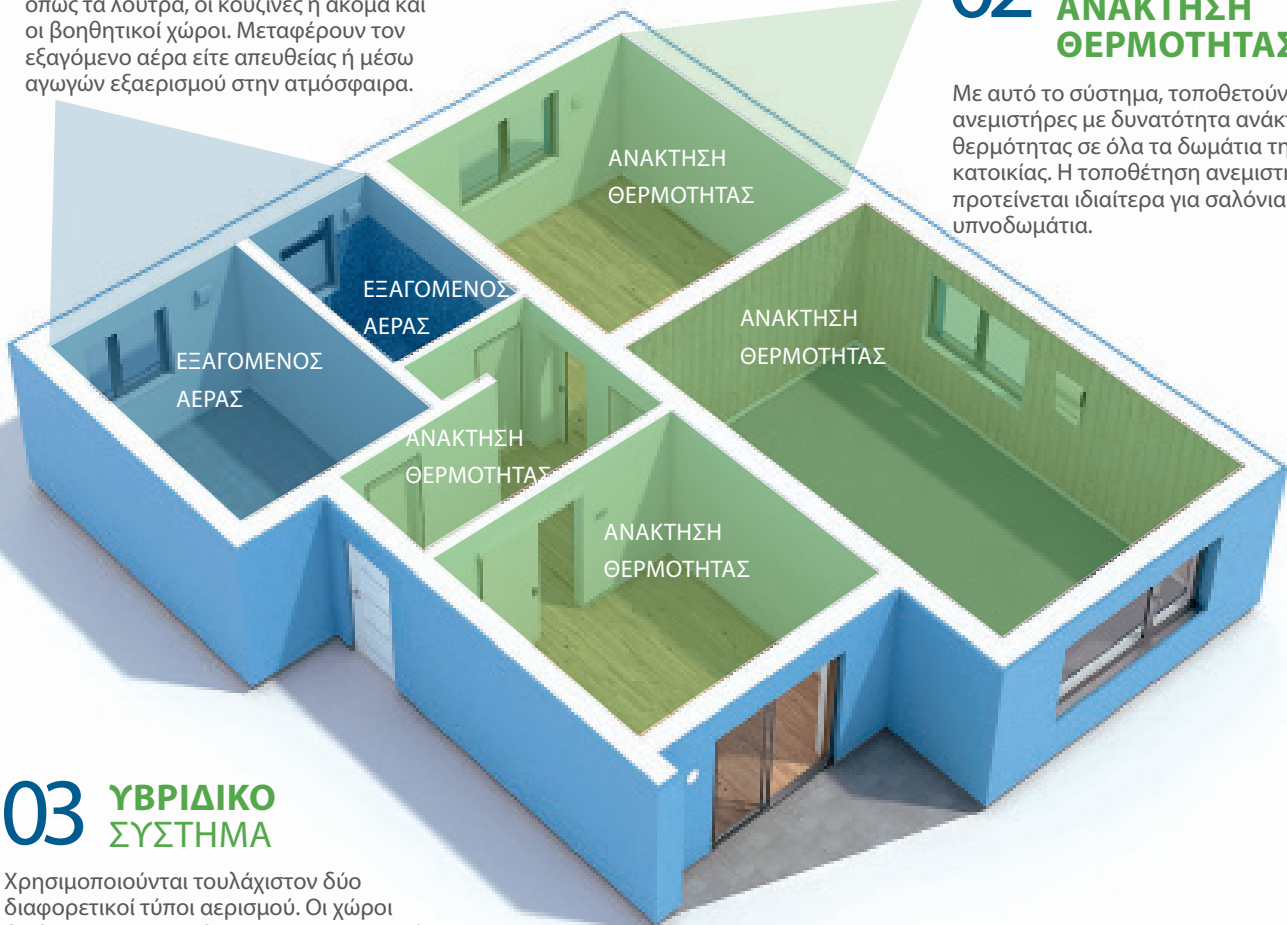 όπως τα λουτρά, οι κουζίνες ή ακόμα και
οι βοηθητικοί χώροι. Μεταφέρουν τον
εξαγόμενο αέρα είτε απευθείας ή μέσω
αγωγών εξαερισμού στην ατμόσφαιρα.
02 ΑΝΑΚΤΗΣΗ
ΘΕΡΜΟΤΗΤΑΣ
Με αυτό το σύστημα, τοποθετούν
ανεμιστήρες με δυνατότητα ανάκ
θερμότητας σε όλα τα δωμάτια τη
κατοικίας. Η τοποθέτηση ανεμιστ
προτείνεται ιδιαίτερα για σαλόνια
υπνοδωμάτια.
ΑΝΑΚΤΗΣΗ
ΘΕΡΜΟΤΗΤΑΣ
ΕΞΑΓΟΜΕΝΟΣ
ΑΕΡΑΣ
ΑΝΑΚΤΗΣΗ
ΘΕΡΜΟΤΗΤΑΣ
ΕΞΑΓΟΜΕΝΟΣ
ΑΕΡΑΣ
ΑΝΑΚΤΗΣΗ
ΘΕΡΜΟΤΗΤΑΣ
ΑΝΑΚΤΗΣΗ
ΘΕΡΜΟΤΗΤΑΣ
03 ΥΒΡΙΔΙΚΟ
ΣΥΣΤΗΜΑ
Χρησιμοποιούνται τουλάχιστον δύο
διαφορετικοί τύποι αερισμού. Οι χώροι